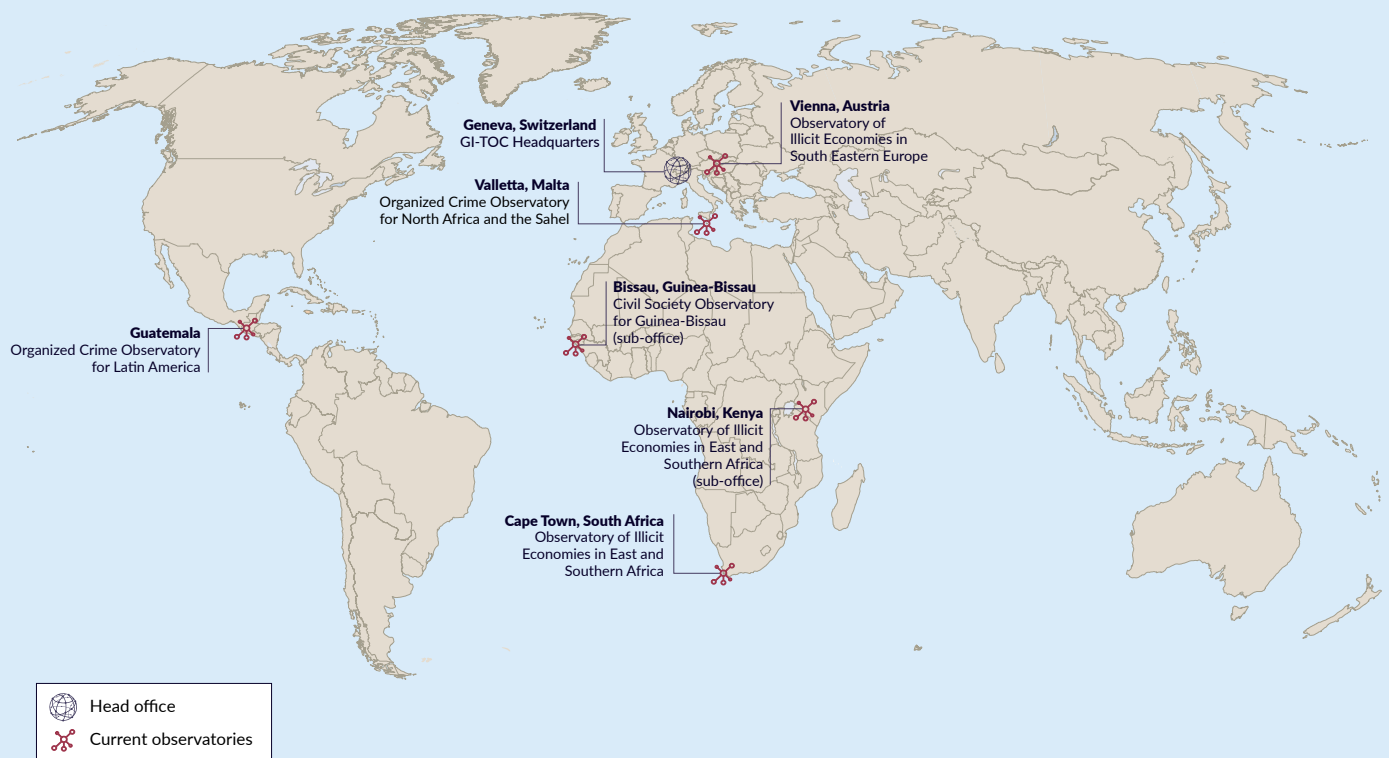 Vienna, Austria
Observatory of
Illicit Economies in
South Eastern Europe
Geneva, Switzerland
GI-TOC Headquarters
Valletta, Malta
Organized Crime Observatory
for North Africa and the Sahel
Bissau, Guinea-Bissau
Civil Society Observatory
for Guinea-Bissau
(sub-office)
Guatemala
Organized Crime Observatory
for Latin America
Nairobi, Kenya
Observatory of Illicit
Economies in East and
Southern Africa
(sub-office)
Cape Town, South Africa
Observatory of Illicit
Economies in East and
Southern Africa
Head office
Current observatories